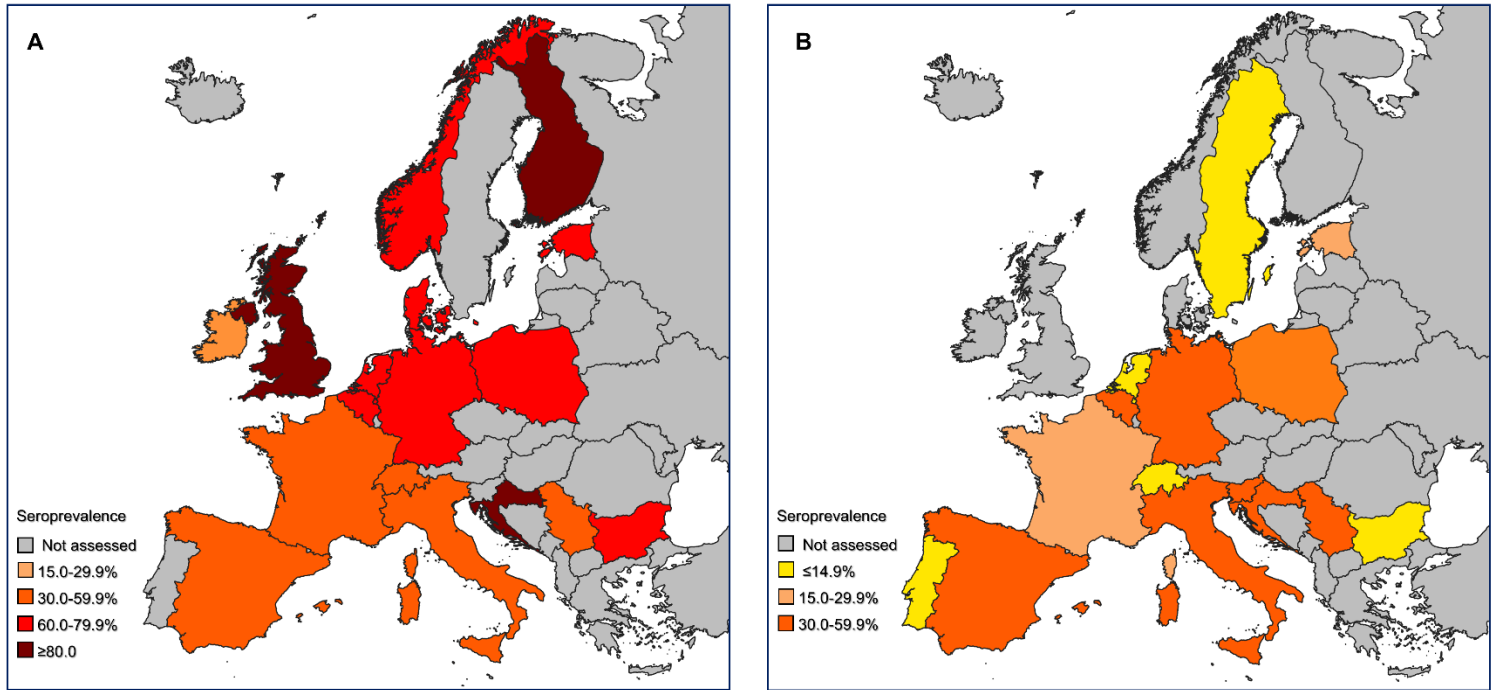 A
Seroprevalence
Not assessed
15.0-29.9%
30.0-59.9%
60.0-79.9%
≥80.0
B
Seroprevalence
Not assessed
≤14.9%
15.0-29.9%
30.0-59.9%